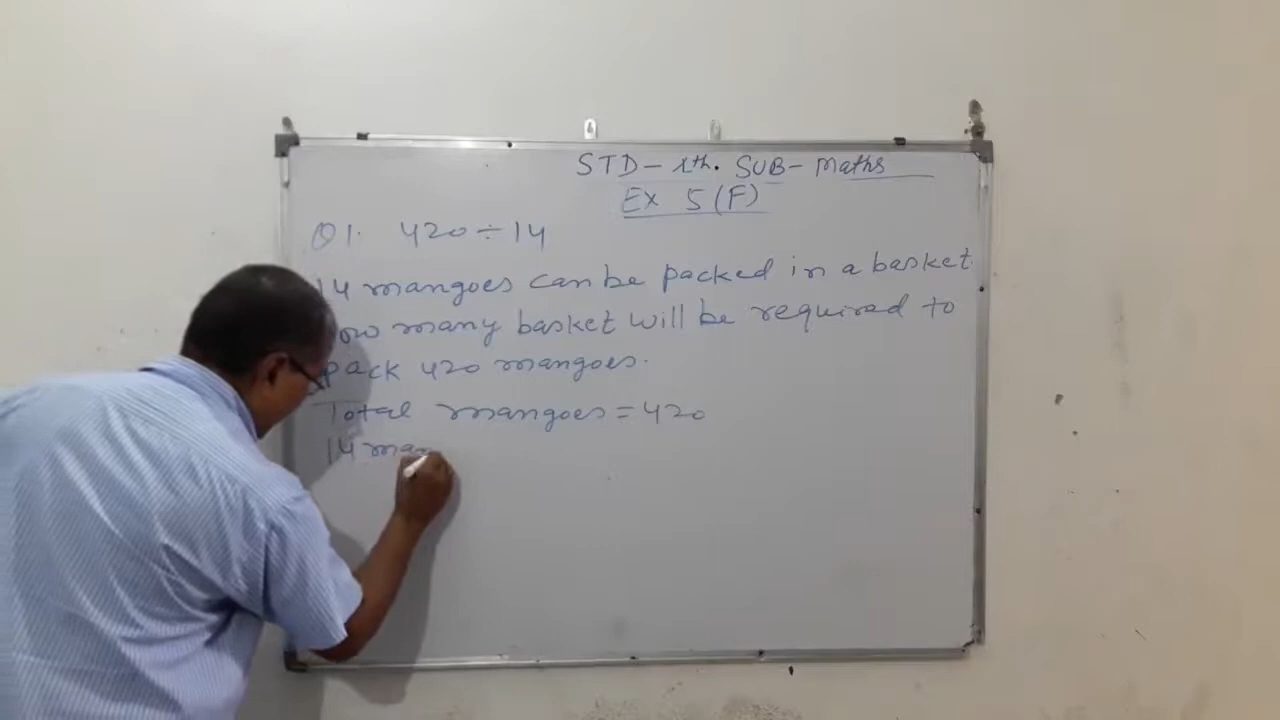 STD - th. SUB - Maths
Ex 5 (F)
Q1. 420 ÷ 14
14 mangoes can be packed in a basket.
How many basket will be required to
pack 420 mangoes.
Total mangoes = 420
14 man